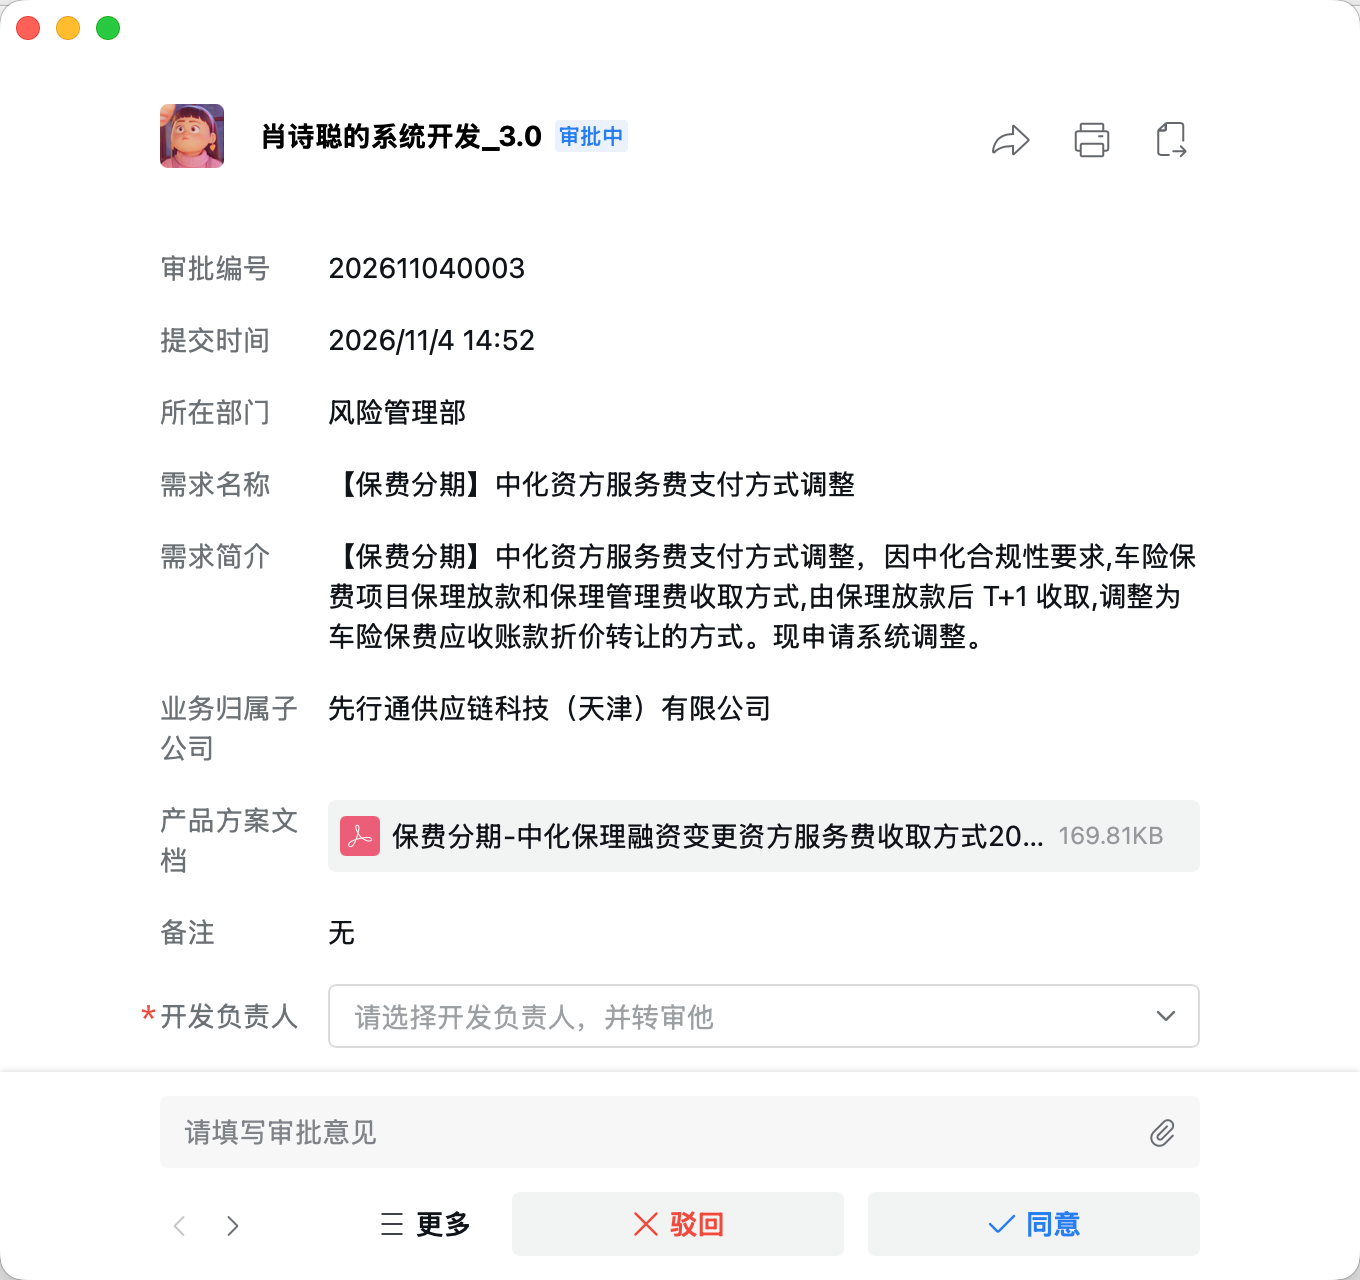 肖诗聪的系统开发_3.0 审批中
审批编号 202611040003
提交时间 2026/11/4 14:52
所在部门 风险管理部
需求名称 【保费分期】中化资方服务费支付方式调整
需求简介 【保费分期】中化资方服务费支付方式调整，因中化合规性要求,车险保
费项目保理放款和保理管理费收取方式,由保理放款后 T+1 收取,调整为
车险保费应收账款折价转让的方式。现申请系统调整。
业务归属子
公司
先行通供应链科技（天津）有限公司
产品方案文
档
保费分期-中化保理融资变更资方服务费收取方式20... 169.81KB
备注 无
*开发负责人 请选择开发负责人，并转审他
请填写审批意见
更多 驳回 同意